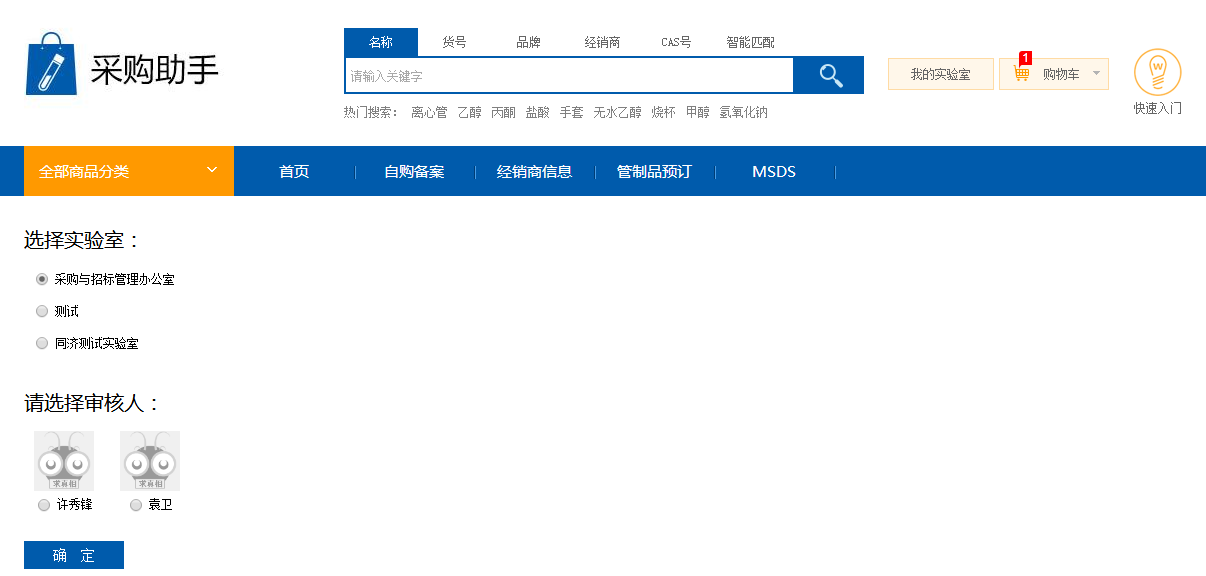 采购助手
名称 货号 品牌 经销商 CAS号 智能匹配
请输入关键字
我的实验室
1
购物车
W
快速入门
热门搜索： 离心管 乙醇 丙酮 盐酸 手套 无水乙醇 烧杯 甲醇 氢氧化钠
全部商品分类 首页 自购备案 经销商信息 管制品预订 MSDS
选择实验室：
采购与招标管理办公室
测试
同济测试实验室
请选择审核人：
求真相 求真相
许秀锋 袁卫
确 定